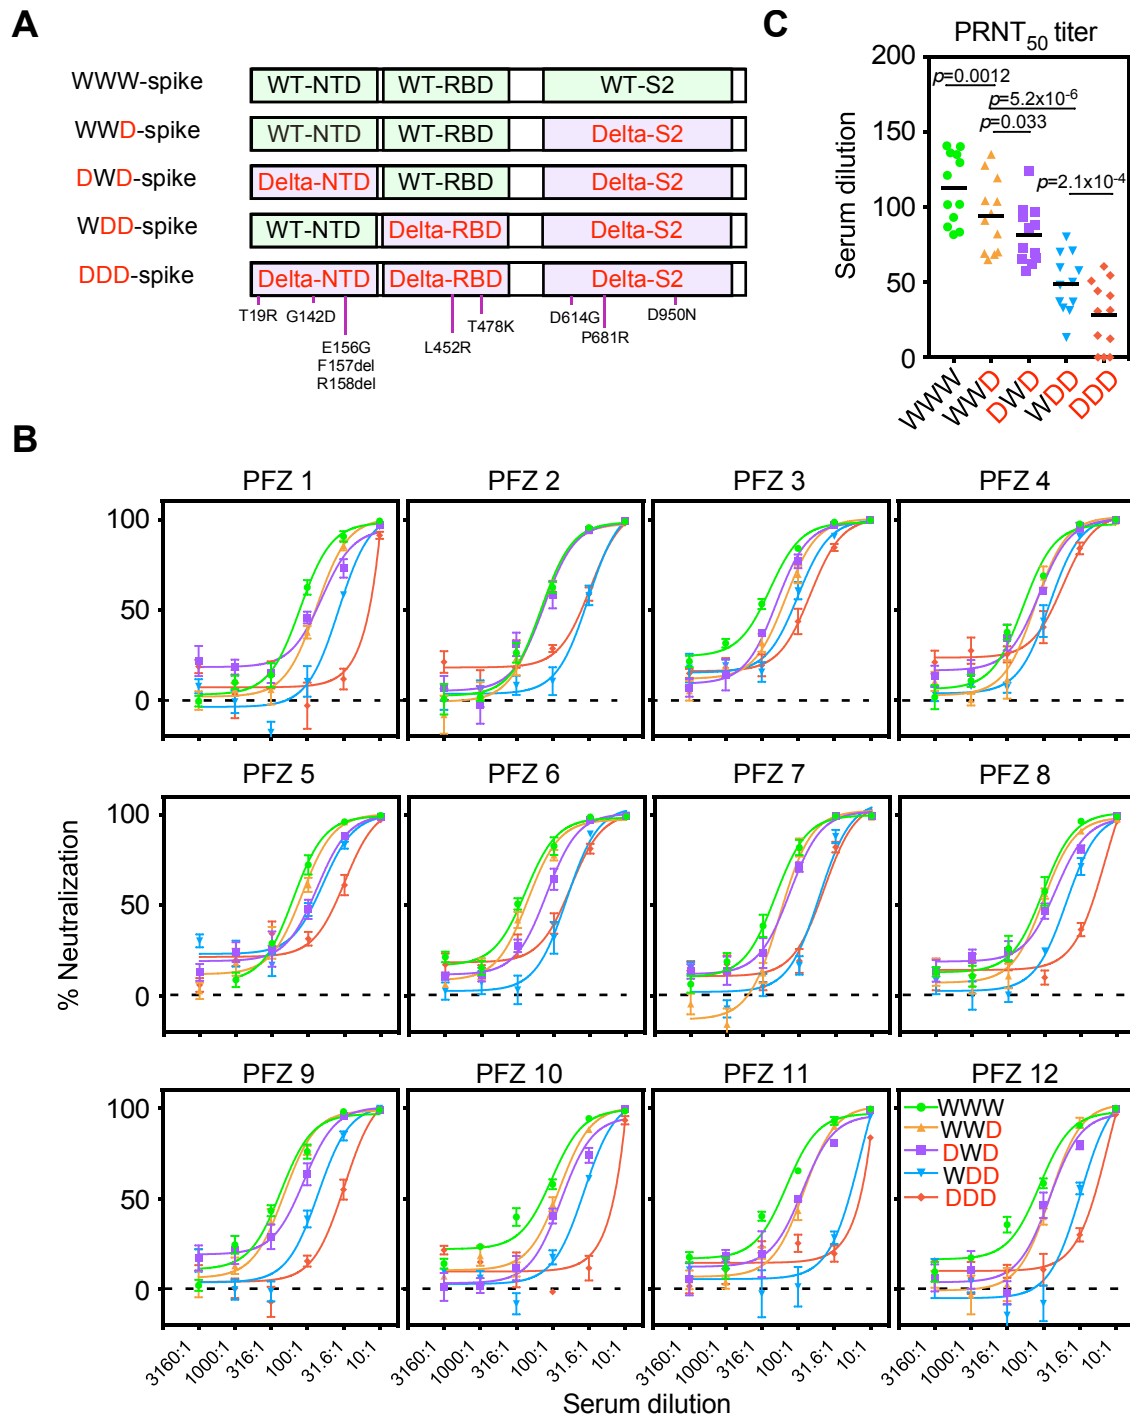 A
WWW-spike
WT-NTD
WT-RBD
WT-S2
WWD-spike
WT-NTD
WT-RBD
Delta-S2
DWD-spike
Delta-NTD
WT-RBD
Delta-S2
WDD-spike
WT-NTD
Delta-RBD
Delta-S2
DDD-spike
Delta-NTD
Delta-RBD
Delta-S2
T19R
G142D
E156G
F157del
R158del
L452R
T478K
D614G
P681R
D950N
C
PRNT50 titer
Serum dilution
200
150
100
50
0
p=0.0012
p=5.2x10-6
p=0.033
p=2.1x10-4
WWW
WWD
DWD
WDD
DDD
B
PFZ 1
PFZ 2
PFZ 3
PFZ 4
100
50
0
PFZ 5
PFZ 6
PFZ 7
PFZ 8
100
50
0
% Neutralization
PFZ 9
PFZ 10
PFZ 11
PFZ 12
100
50
0
WWW
WWD
DWD
WDD
DDD
3160:1
1000:1
316:1
100:1
31.6:1
10:1
3160:1
1000:1
316:1
100:1
31.6:1
10:1
3160:1
1000:1
316:1
100:1
31.6:1
10:1
3160:1
1000:1
316:1
100:1
31.6:1
10:1
Serum dilution